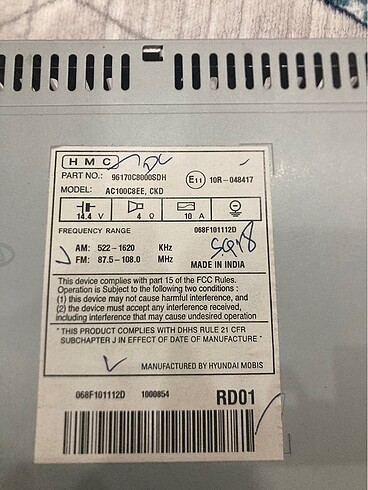 HMC
PART NO.: 96170C8000SDH E11 10R-048417
MODEL: AC100C8EE, CKD
14.4 V 4 Ω 10 A
FREQUENCY RANGE 068F101112D
AM: 522-1620 KHz
FM: 87.5-108.0 MHz MADE IN INDIA
This device complies with part 15 of the FCC Rules.
Operation is Subject to the following two conditions :
(1) this device may not cause harmful interference, and
(2) the device must accept any interference received,
including interference that may cause undesired operation
" THIS PRODUCT COMPLIES WITH DHHS RULE 21 CFR
SUBCHAPTER J IN EFFECT OF DATE OF MANUFACTURE "
MANUFACTURED BY HYUNDAI MOBIS
068F101112D 1000854 RD01